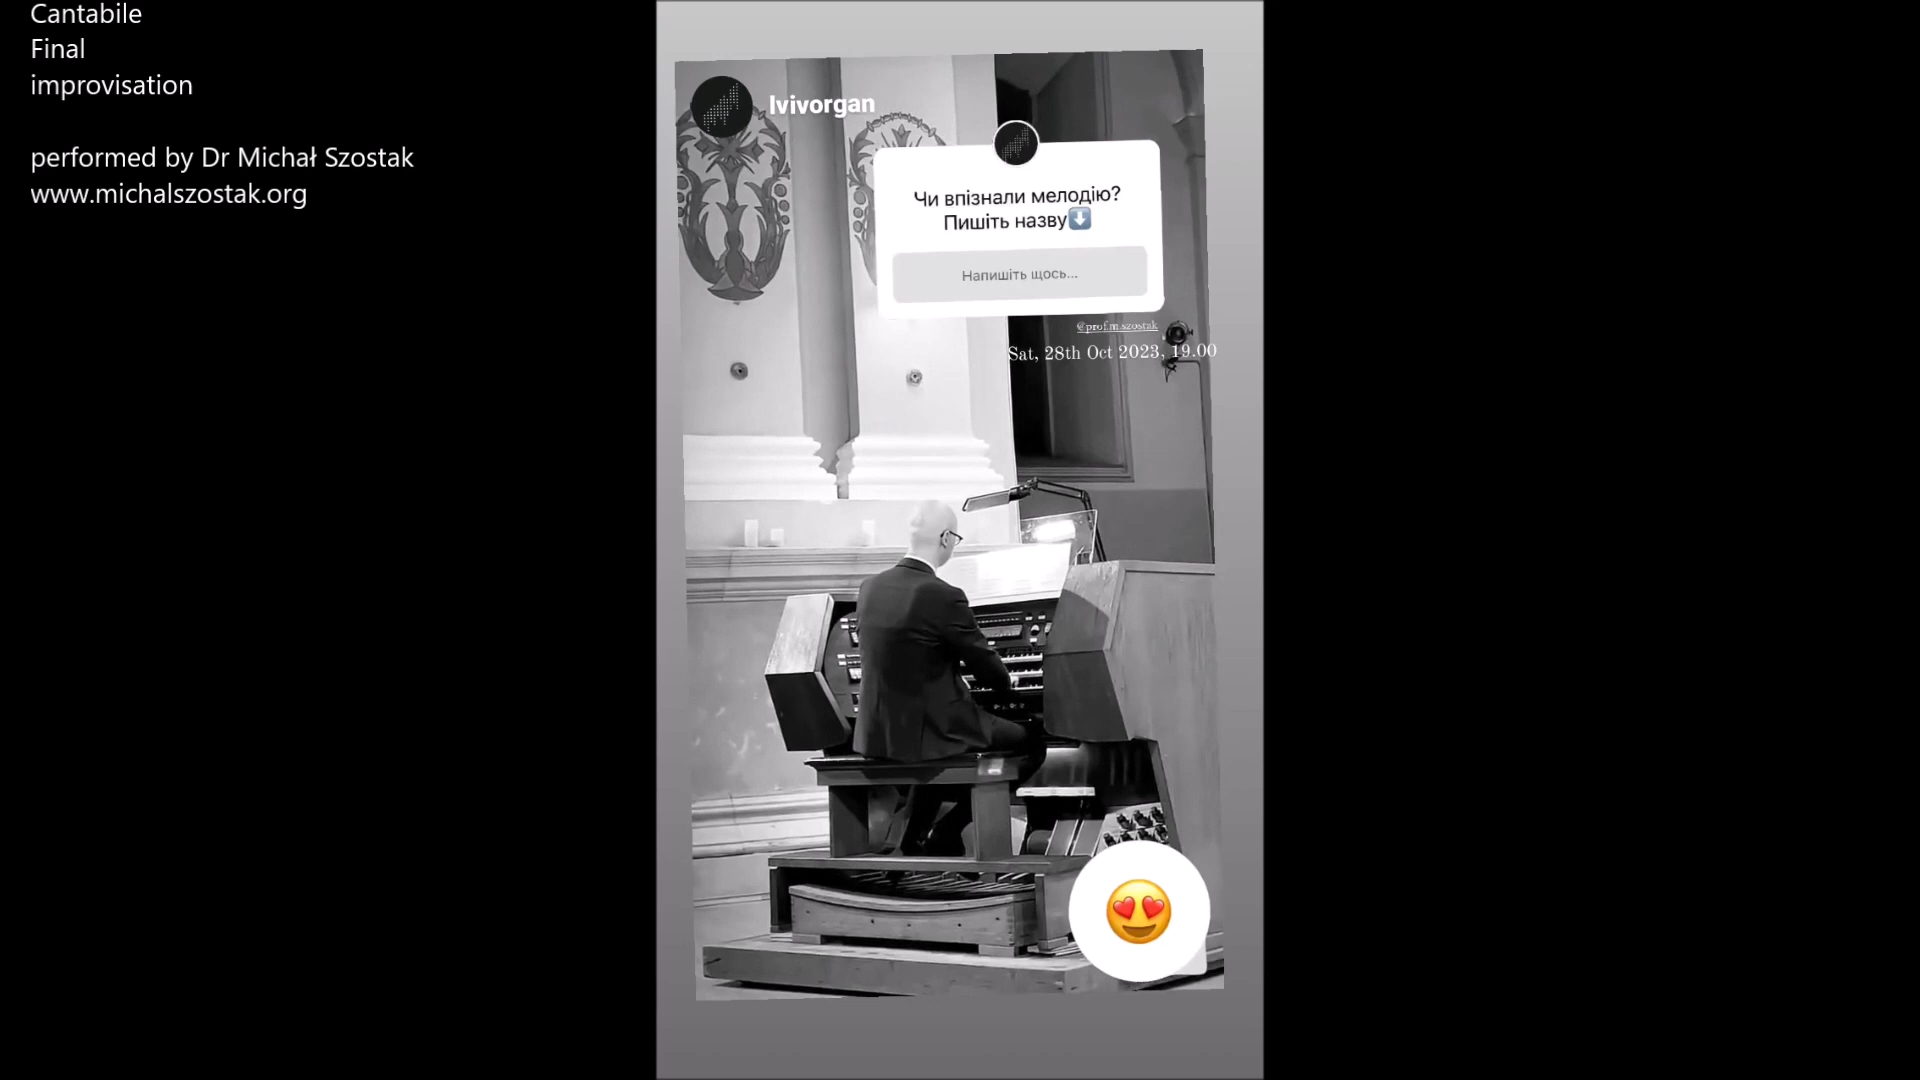 Cantabile
Final
improvisation
performed by Dr Michał Szostak
www.michalszostak.org
lvivorgan
Чи впізнали мелодію?
Пишіть назву⬇️
Напишіть щось...
@prof.m.szostak
Sat, 28th Oct 2023, 19.00